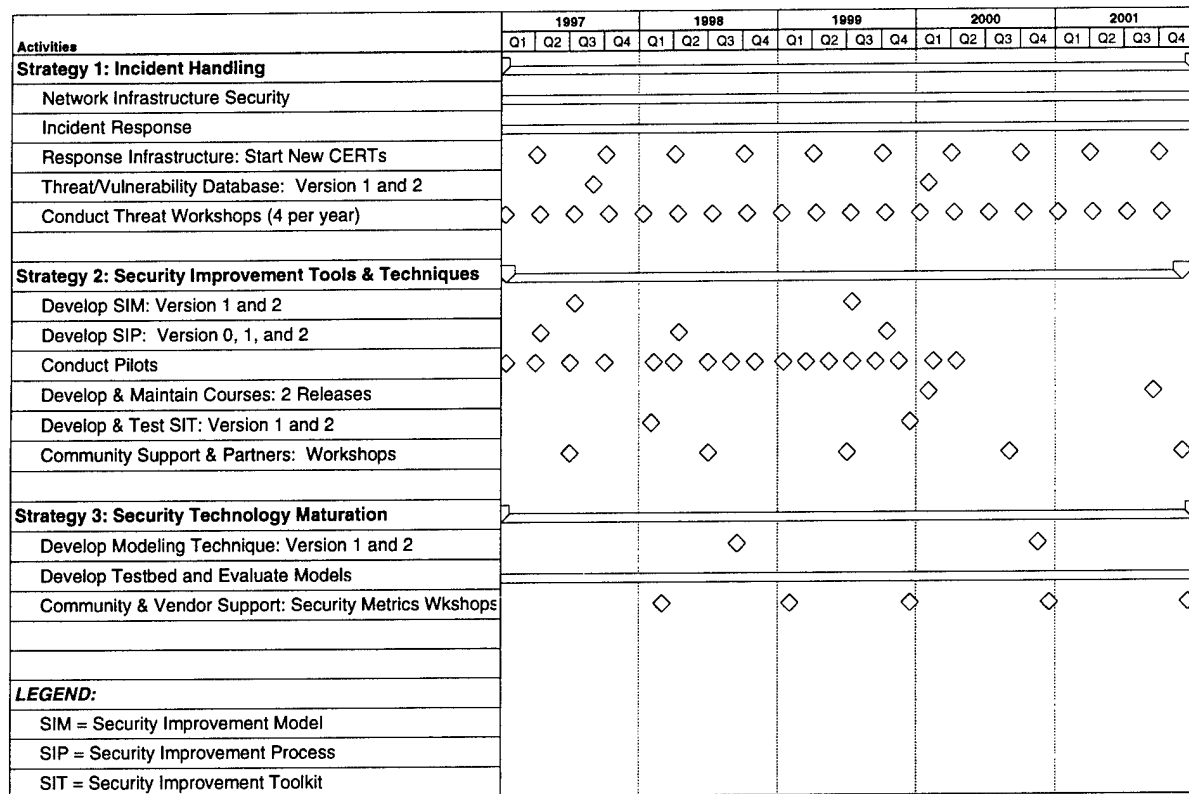 1997 1998 1999 2000 2001
Activities Q1 Q2 Q3 Q4 Q1 Q2 Q3 Q4 Q1 Q2 Q3 Q4 Q1 Q2 Q3 Q4 Q1 Q2 Q3 Q4
Strategy 1: Incident Handling
Network Infrastructure Security
Incident Response
Response Infrastructure: Start New CERTs
Threat/Vulnerability Database: Version 1 and 2
Conduct Threat Workshops (4 per year)
Strategy 2: Security Improvement Tools & Techniques
Develop SIM: Version 1 and 2
Develop SIP: Version 0, 1, and 2
Conduct Pilots
Develop & Maintain Courses: 2 Releases
Develop & Test SIT: Version 1 and 2
Community Support & Partners: Workshops
Strategy 3: Security Technology Maturation
Develop Modeling Technique: Version 1 and 2
Develop Testbed and Evaluate Models
Community & Vendor Support: Security Metrics Wkshops
LEGEND:
SIM = Security Improvement Model
SIP = Security Improvement Process
SIT = Security Improvement Toolkit